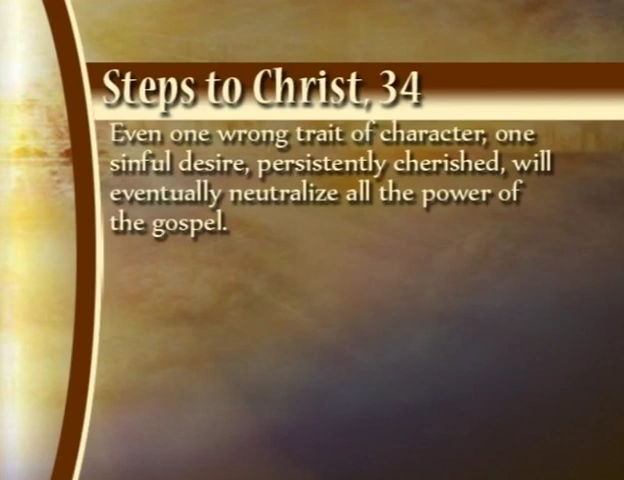 Steps to Christ, 34
Even one wrong trait of character, one
sinful desire, persistently cherished, will
eventually neutralize all the power of
the gospel.